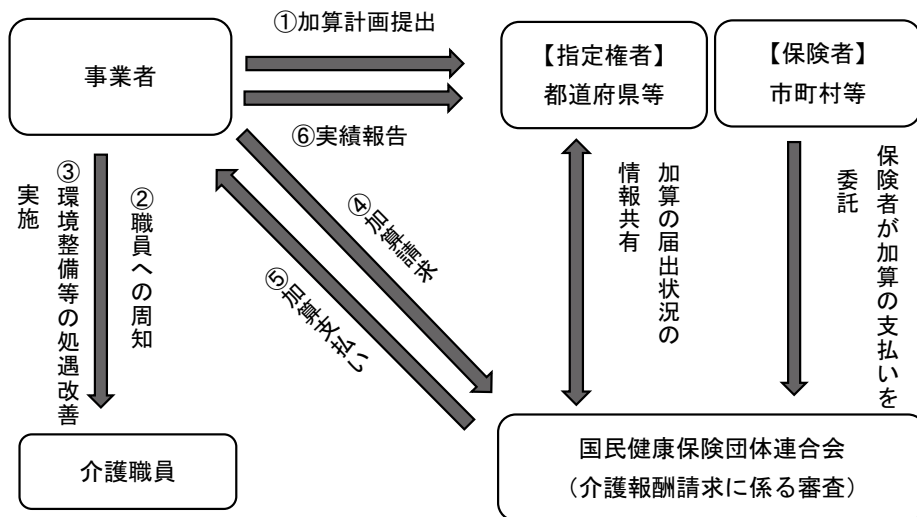 ①加算計画提出
事業者
【指定権者】
都道府県等
【保険者】
市町村等
⑥実績報告
③環境整備等の処遇改善
実施
②職員への周知
④加算請求
⑤加算支払い
加算の届出状況の
情報共有
保険者が加算の支払いを
委託
介護職員
国民健康保険団体連合会
（介護報酬請求に係る審査）